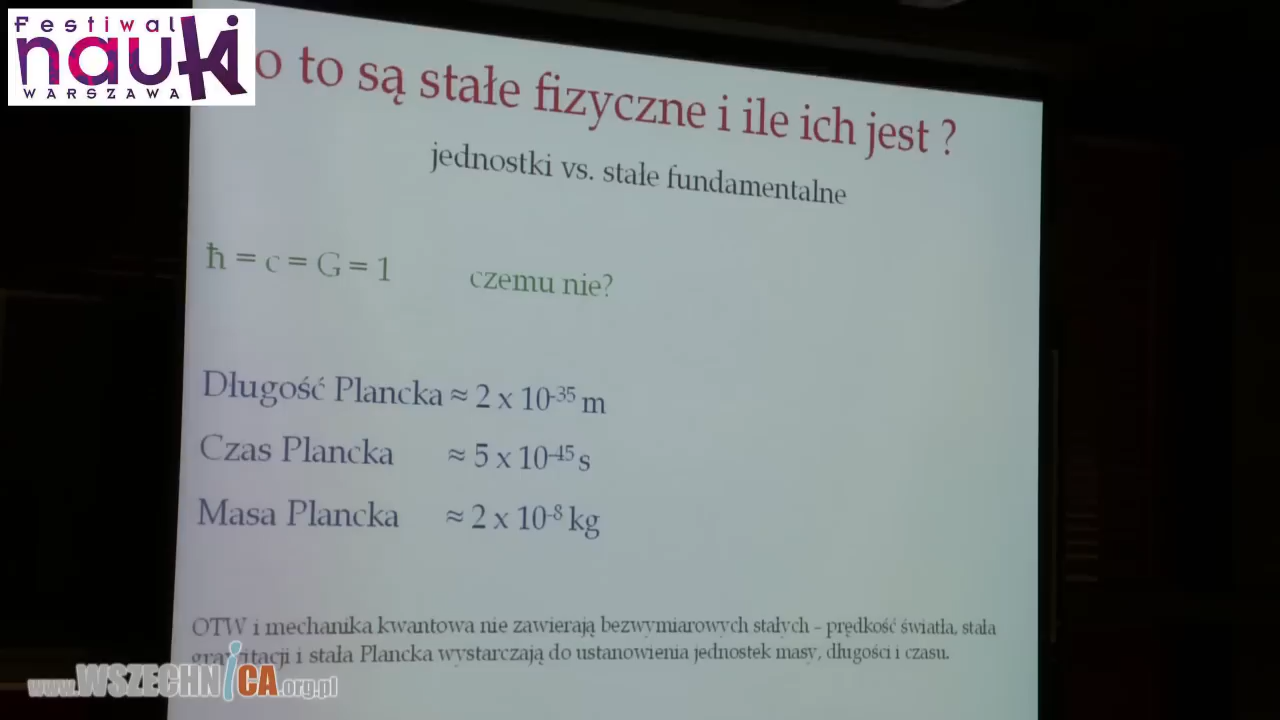 Festiwal
nauki
WARSZAWA
o to są stałe fizyczne i ile ich jest ?
jednostki vs. stałe fundamentalne
ħ = c = G = 1 czemu nie?
Długość Plancka ≈ 2 x 10⁻³⁵ m
Czas Plancka ≈ 5 x 10⁻⁴⁵ s
Masa Plancka ≈ 2 x 10⁻⁸ kg
OTW i mechanika kwantowa nie zawierają bezwymiarowych stałych – prędkość światła, stała
grawitacji i stała Plancka wystarczają do ustanowienia jednostek masy, długości i czasu.
www.WSZECHNICA.org.pl